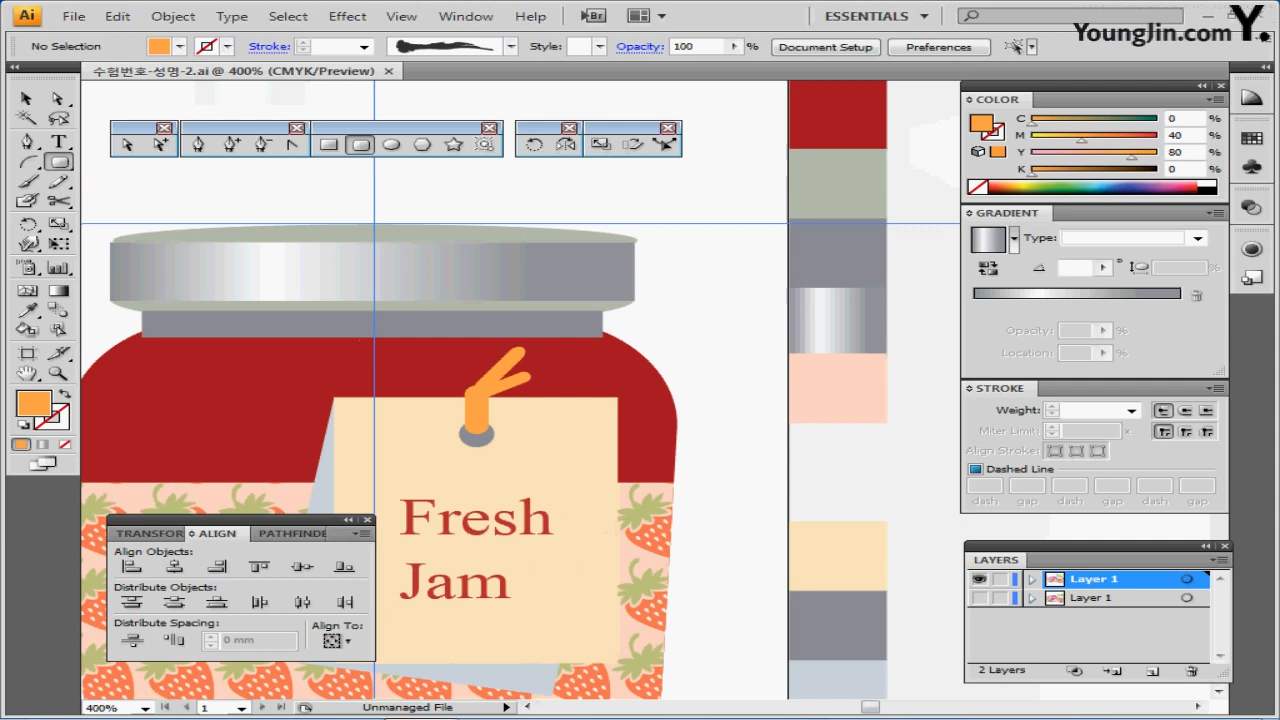 Ai File Edit Object Type Select Effect View Window Help Br ESSENTIALS
No Selection Stroke: Style: Opacity: 100 % Document Setup Preferences
YoungJin.com Y.
수험번호-성명-2.ai @ 400% (CMYK/Preview) ×
COLOR
C 0 %
M 40 %
Y 80 %
K 0 %
GRADIENT
Type:
°
%
Opacity: %
Location: %
STROKE
Weight:
Miter Limit: x
Align Stroke:
Dashed Line
dash gap dash gap dash gap
Fresh
Jam
TRANSFOR ALIGN PATHFINDE
Align Objects:
Distribute Objects:
Distribute Spacing: Align To:
0 mm
LAYERS
Layer 1
Layer 1
2 Layers
400% 1 Unmanaged File